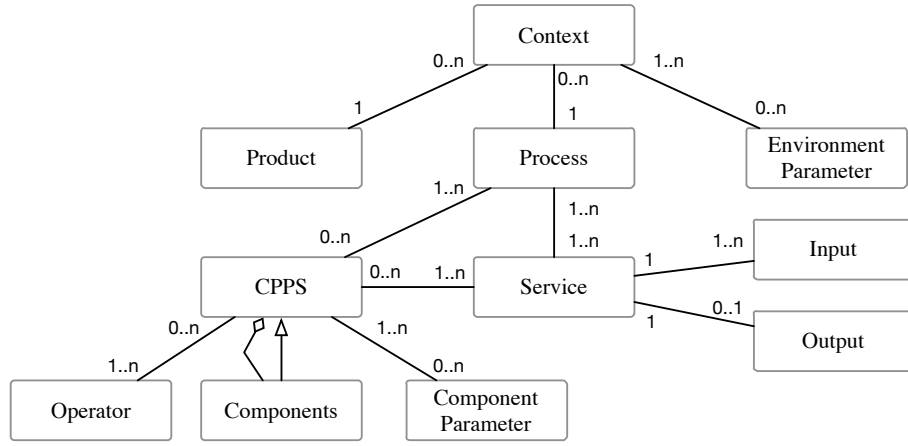 Context
0..n
0..n
1..n
1
1
0..n
Product
Process
Environment
Parameter
1..n
1..n
0..n
1..n
1..n
Input
CPPS
0..n
1..n
Service
1
0..n
1..n
1
0..1
Output
1..n
0..n
Operator
Components
Component
Parameter